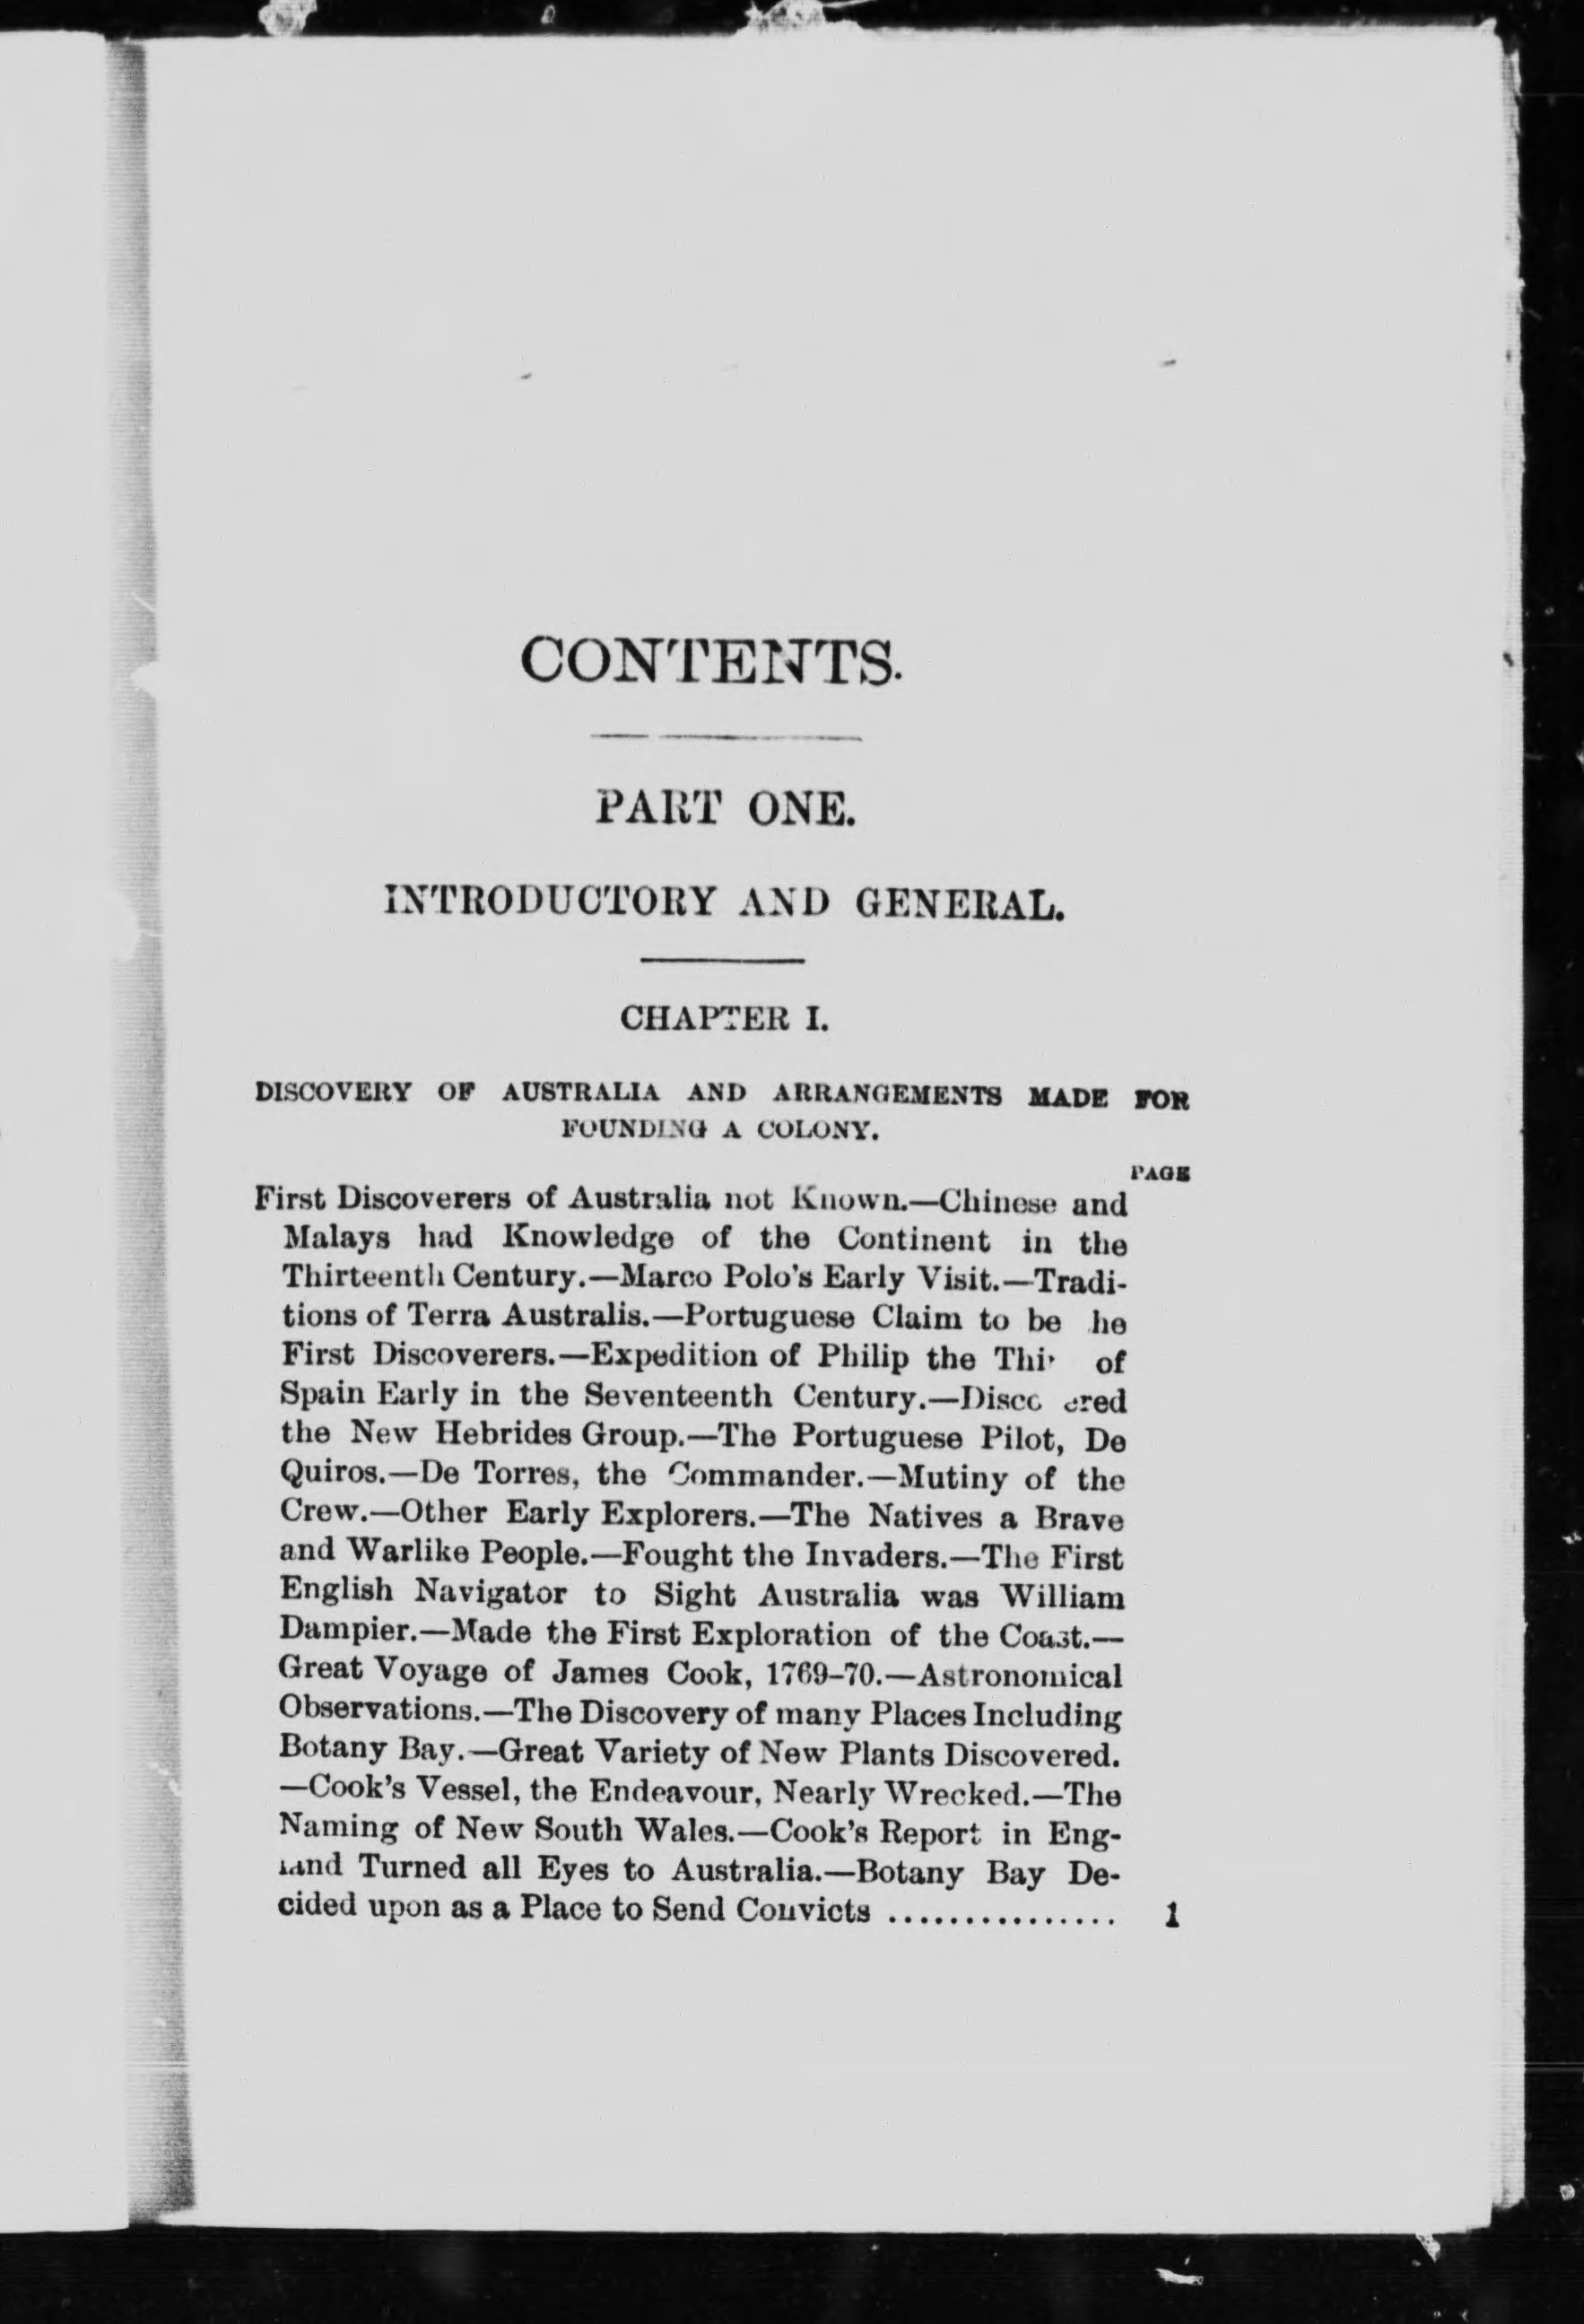 CONTENTS.
PART ONE.
INTRODUCTORY AND GENERAL.
CHAPTER I.
DISCOVERY OF AUSTRALIA AND ARRANGEMENTS MADE FOR
FOUNDING A COLONY.
PAGE
First Discoverers of Australia not Known.—Chinese and
Malays had Knowledge of the Continent in the
Thirteenth Century.—Marco Polo's Early Visit.—Tradi-
tions of Terra Australis.—Portuguese Claim to be he
First Discoverers.—Expedition of Philip the of
Spain Early in the Seventeenth Century.—
the New Hebrides Group.—The Portuguese Pilot, De
Quiros.—De Torres, the Commander.—Mutiny of the
Crew.—Other Early Explorers.—The Natives a Brave
and Warlike People.—Fought the Invaders.—The First
English Navigator to Sight Australia was William
Dampier.—Made the First Exploration of the Coast.—
Great Voyage of James Cook, 1769-70.—Astronomical
Observations.—The Discovery of many Places Including
Botany Bay.—Great Variety of New Plants Discovered.
—Cook's Vessel, the Endeavour, Nearly Wrecked.—The
Naming of New South Wales.—Cook's Report in Eng-
land Turned all Eyes to Australia.—Botany Bay De-
cided upon as a Place to Send Convicts ............... 1